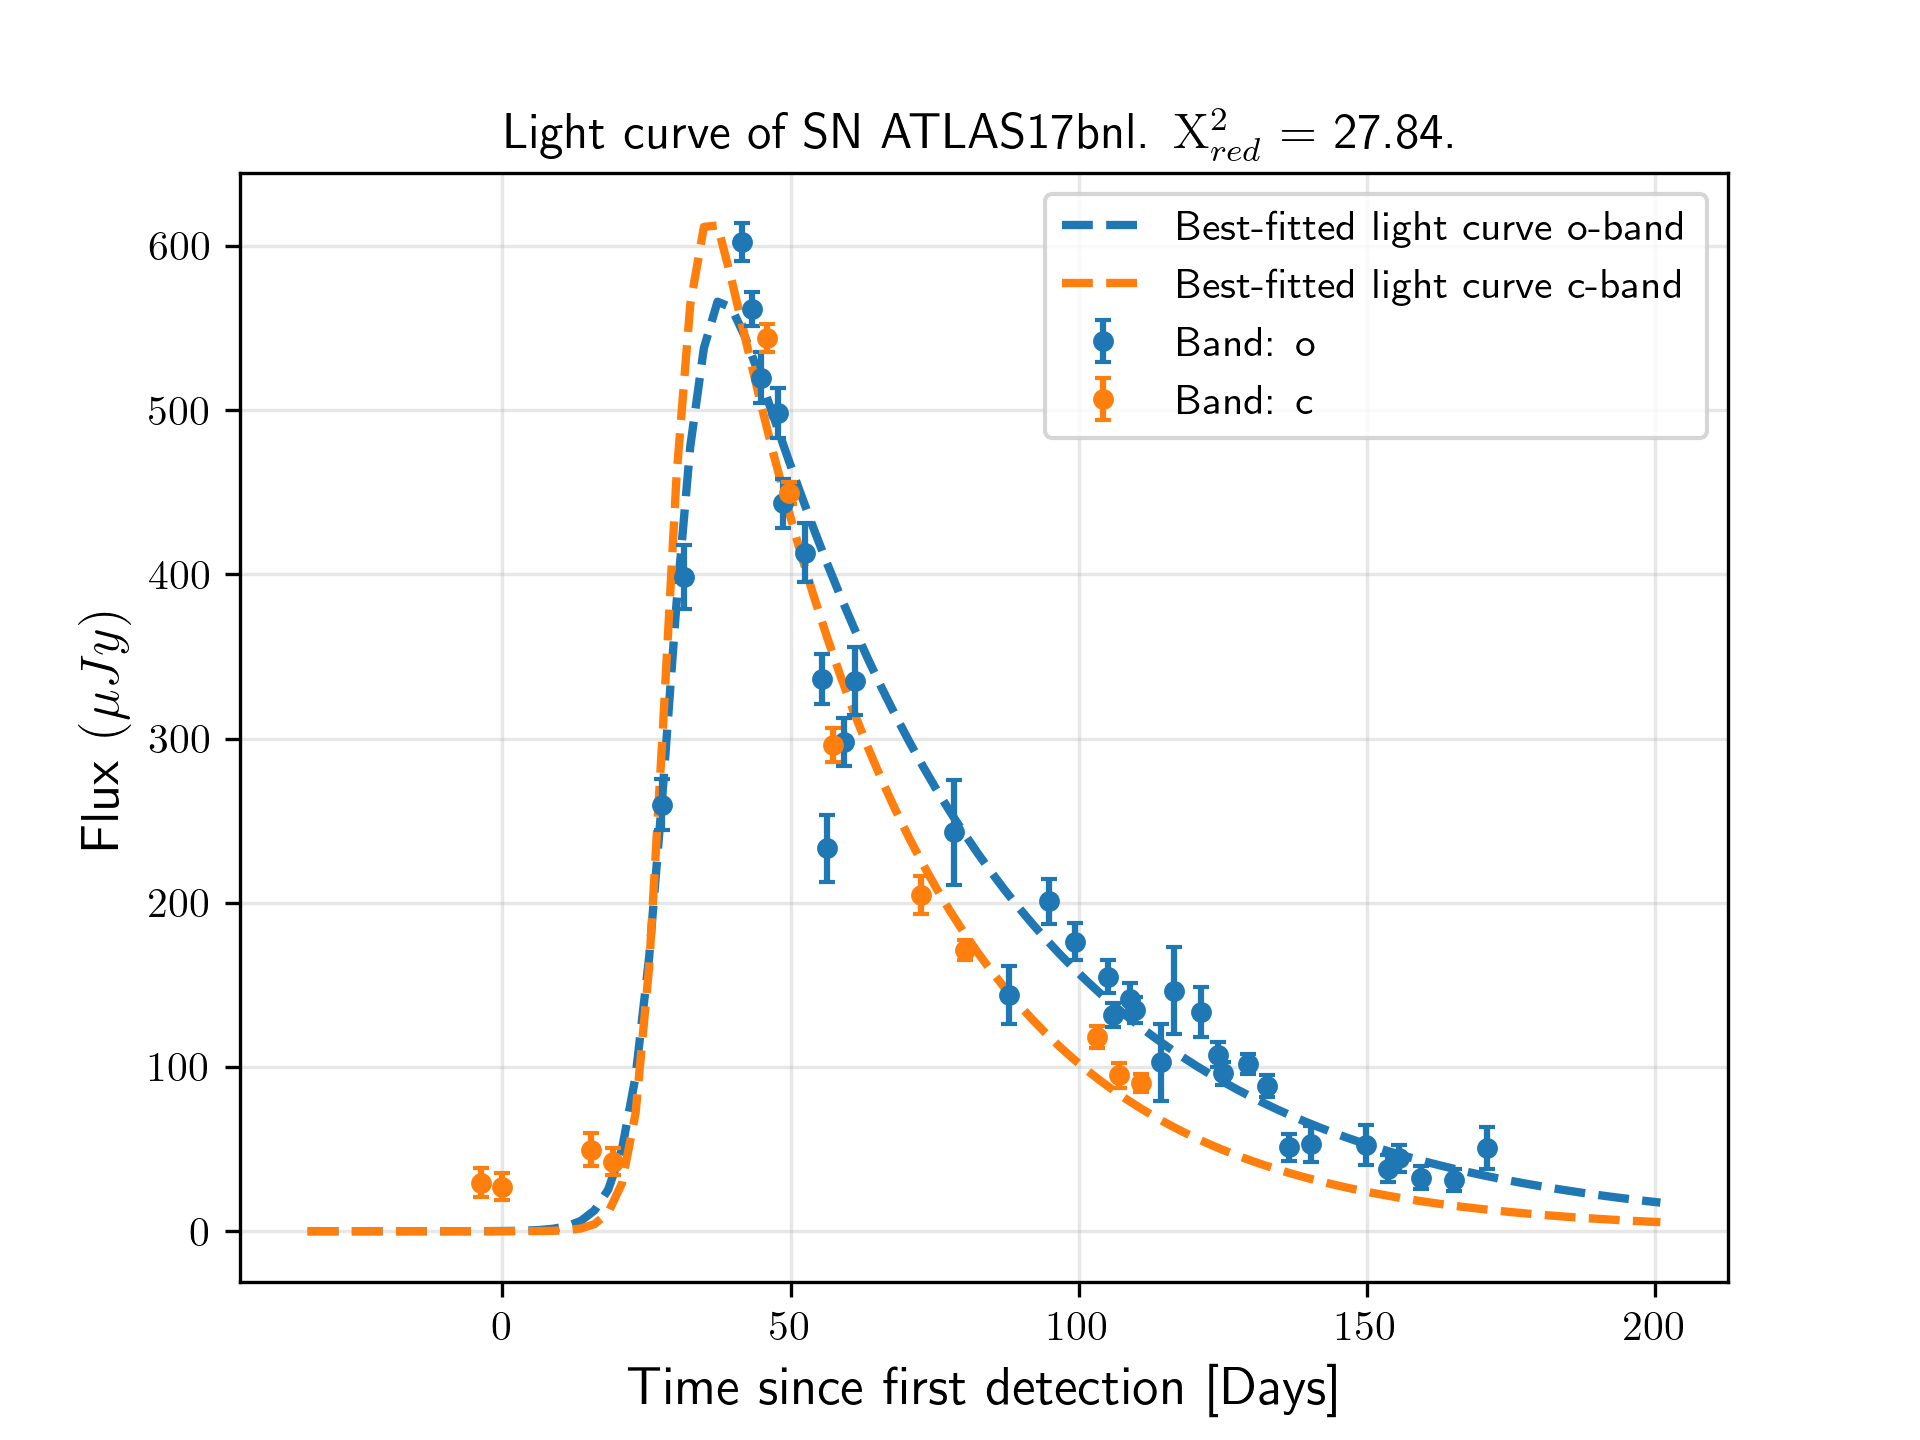 Light curve of SN ATLAS17bnl. X²_red = 27.84.
Best-fitted light curve o-band
Best-fitted light curve c-band
Band: o
Band: c
Flux (μJy)
600
500
400
300
200
100
0
0 50 100 150 200
Time since first detection [Days]